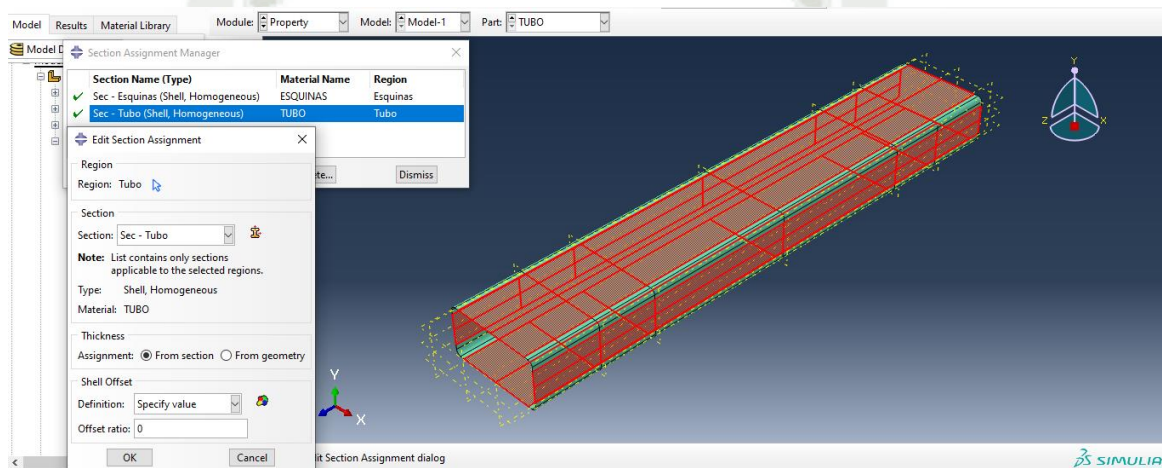 Model Results Material Library Module: Property Model: Model-1 Part: TUBO
Model D
Section Assignment Manager
Section Name (Type) Material Name Region
Sec - Esquinas (Shell, Homogeneous) ESQUINAS Esquinas
Sec - Tubo (Shell, Homogeneous) TUBO Tubo
Edit Section Assignment
Region
Region: Tubo
ete... Dismiss
Section
Section: Sec - Tubo
Note: List contains only sections
applicable to the selected regions.
Type: Shell, Homogeneous
Material: TUBO
Thickness
Assignment: From section From geometry
Shell Offset
Definition: Specify value
Offset ratio: 0
OK Cancel
dit Section Assignment dialog
Y
X
Y
Z
X
SIMULIA